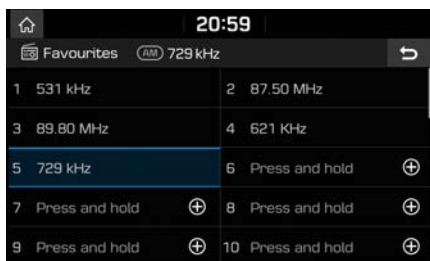 20:59
Favourites AM 729 kHz
1 531 kHz 2 87.50 MHz
3 89.80 MHz 4 621 KHz
5 729 kHz 6 Press and hold
7 Press and hold 8 Press and hold
9 Press and hold 10 Press and hold